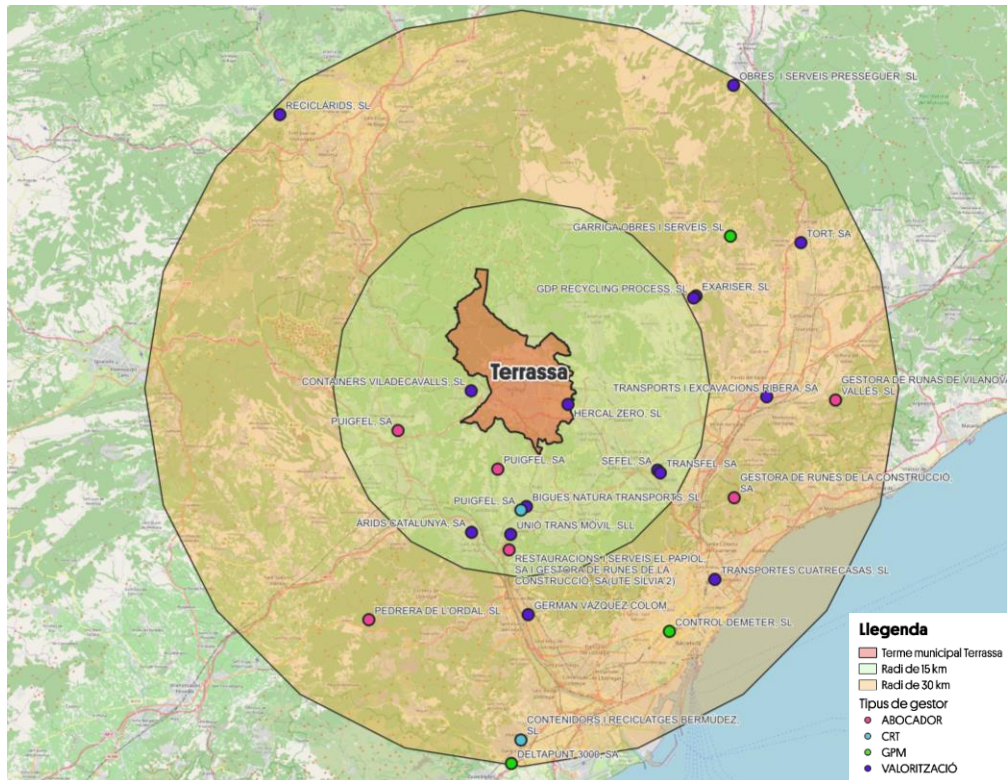 OBRES I SERVEIS PRESSEGUER, SL
RECICLÀRIDS, SL
GARRIGA OBRES I SERVEIS, SL
TORT, SA
GDP RECYCLING PROCESS, SL
EXARISER, SL
Terrassa
CONTAINERS VILADECAVALLS, SL
TRANSPORTS I EXCAVACIONS RIBERA, SA
GESTORA DE RUNAS DE VILANOVA
VALLÈS, SL
HERCAL ZERO, SL
PUIGFEL, SA
PUIGFEL, SA
SEFEL, SA
TRANSFEL, SA
GESTORA DE RUNES DE LA CONSTRUCCIÓ,
SA
PUIGFEL, SA
BIGUES NATURA TRANSPORTS, SL
ÀRIDS CATALUNYA, SA
UNIÓ TRANS MÒVIL, SLL
RESTAURACIONS I SERVEIS EL PAPIOL,
SA I GESTORA DE RUNES DE LA
CONSTRUCCIÓ, SA(UTE SILVIA 2)
TRANSPORTES CUATRECASAS, SL
PEDRERA DE L'ORDAL, SL
GERMAN VÁZQUEZ COLOM
CONTROL DEMETER, SL
CONTENIDORS I RECICLATGES BERMUDEZ,
SL
DELTAPUNT 3000, SA
Llegenda
Terme municipal Terrassa
Radi de 15 km
Radi de 30 km
Tipus de gestor
ABOCADOR
CRT
GPM
VALORITZACIÓ